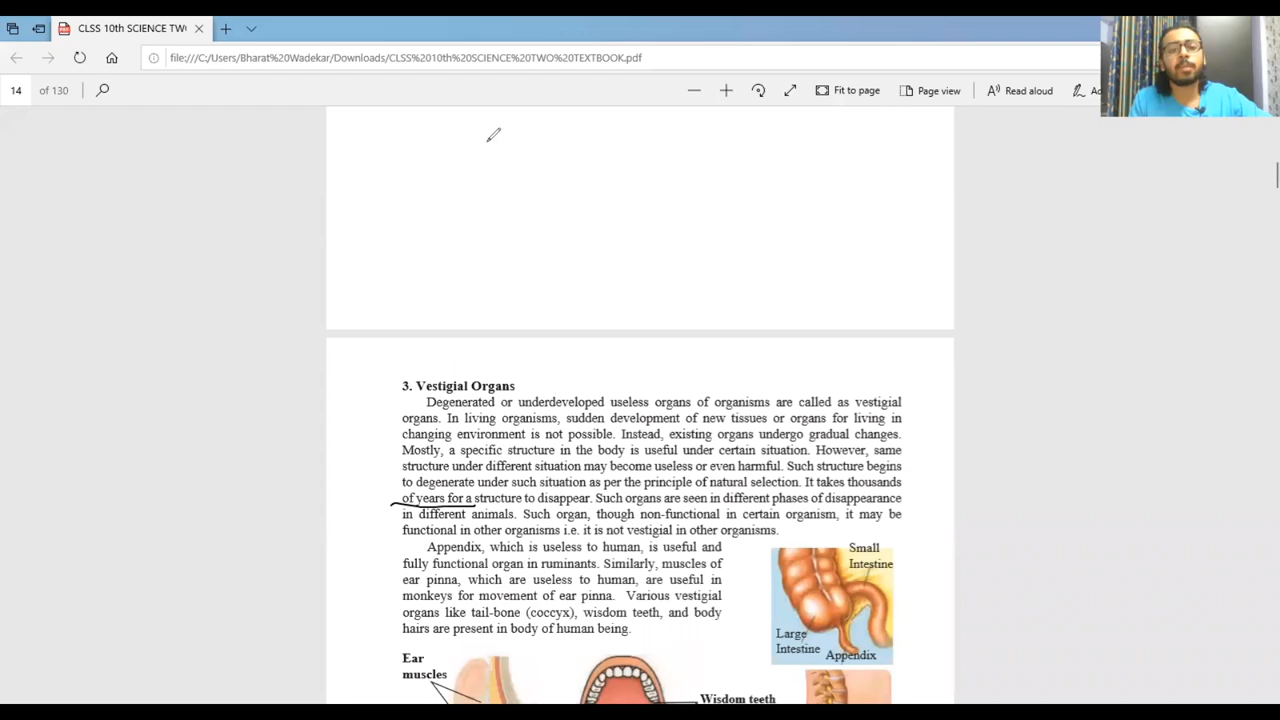 CLSS 10th SCIENCE TWO
file:///C:/Users/Bharat%20Wadekar/Downloads/CLSS%2010th%20SCIENCE%20TWO%20TEXTBOOK.pdf
14 of 130 Fit to page Page view Read aloud
3. Vestigial Organs
Degenerated or underdeveloped useless organs of organisms are called as vestigial
organs. In living organisms, sudden development of new tissues or organs for living in
changing environment is not possible. Instead, existing organs undergo gradual changes.
Mostly, a specific structure in the body is useful under certain situation. However, same
structure under different situation may become useless or even harmful. Such structure begins
to degenerate under such situation as per the principle of natural selection. It takes thousands
of years for a structure to disappear. Such organs are seen in different phases of disappearance
in different animals. Such organ, though non-functional in certain organism, it may be
functional in other organisms i.e. it is not vestigial in other organisms.
Appendix, which is useless to human, is useful and
fully functional organ in ruminants. Similarly, muscles of
ear pinna, which are useless to human, are useful in
monkeys for movement of ear pinna. Various vestigial
organs like tail-bone (coccyx), wisdom teeth, and body
hairs are present in body of human being.
Small
Intestine
Large
Intestine
Appendix
Ear
muscles
Wisdom teeth